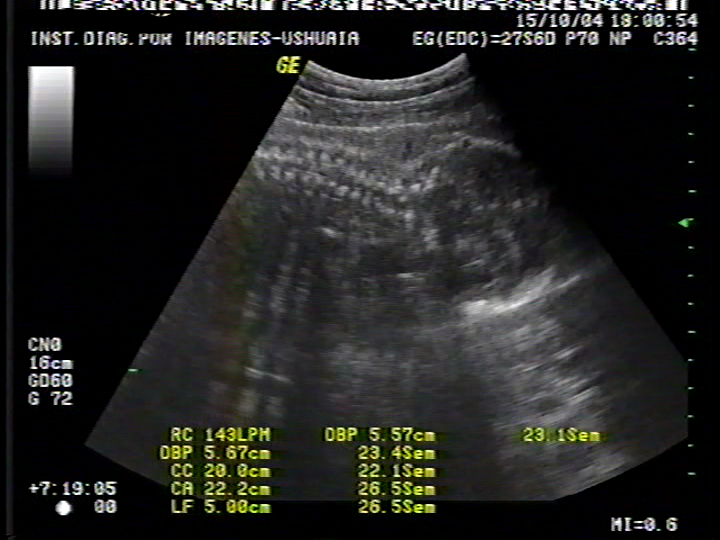 15/10/04 18:00:54
INST.DIAG.POR IMAGENES-USHUAIA EG(EDC)=27S6D P70 NP C364
GE
CN0
16cm
GD60
G 72
RC 143LPM DBP 5.57cm 23.1Sem
DBP 5.67cm 23.4Sem
CC 20.0cm 22.1Sem
CA 22.2cm 26.5Sem
LF 5.00cm 26.5Sem
+7:19:05
00
MI=0.6